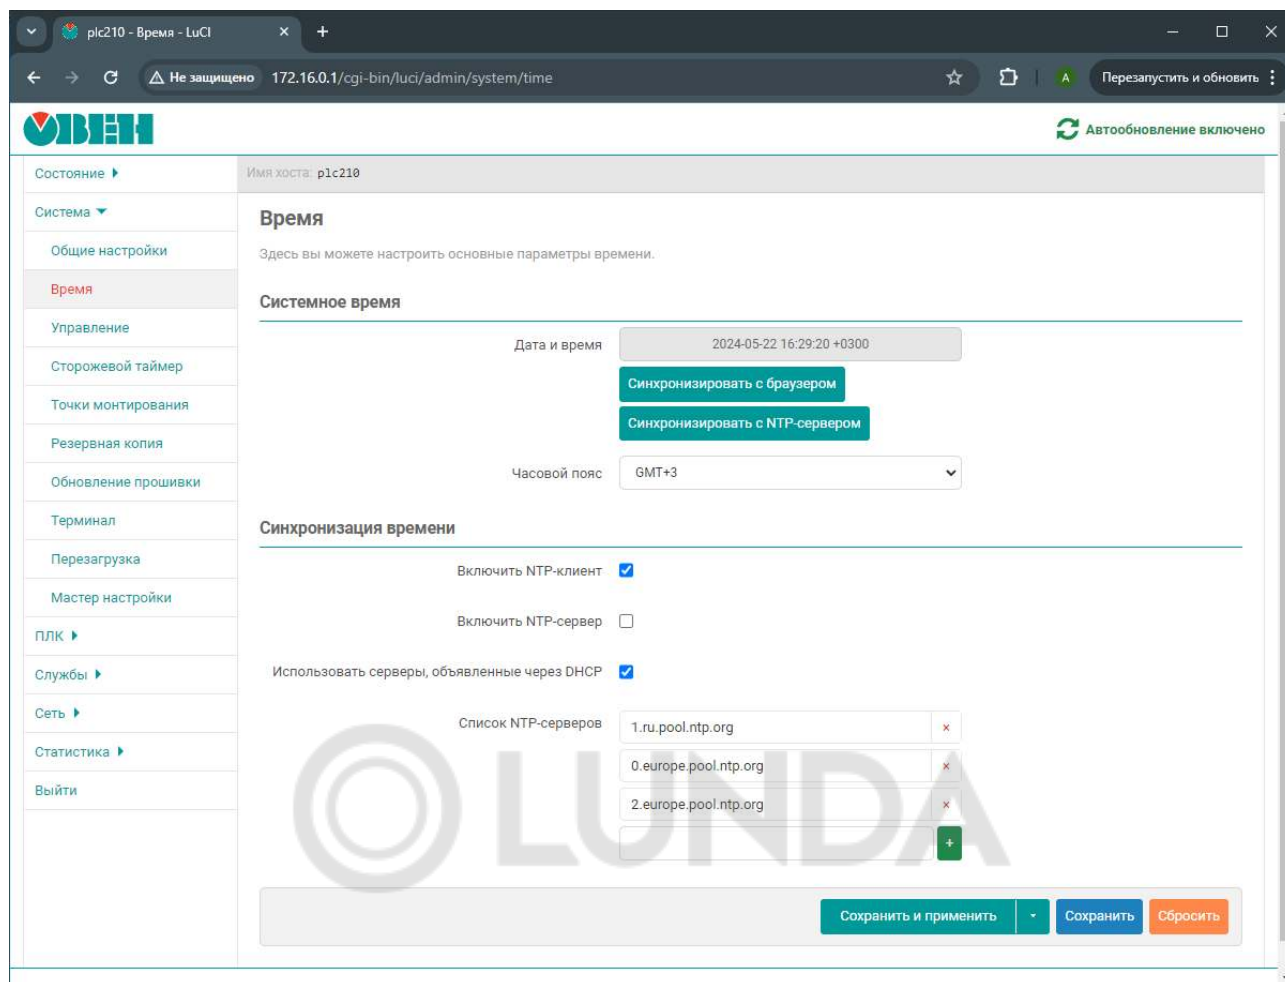 plc210 - Время - LuCI
Не защищено 172.16.0.1/cgi-bin/luci/admin/system/time
А Перезапустить и обновить
ОВЕН
Автообновление включено
Состояние
Имя хоста: plc210
Система
Общие настройки
Время
Управление
Сторожевой таймер
Точки монтирования
Резервная копия
Обновление прошивки
Терминал
Перезагрузка
Мастер настройки
ПЛК
Службы
Сеть
Статистика
Выйти
Время
Здесь вы можете настроить основные параметры времени.
Системное время
Дата и время 2024-05-22 16:29:20 +0300
Синхронизировать с браузером
Синхронизировать с NTP-сервером
Часовой пояс GMT+3
Синхронизация времени
Включить NTP-клиент
Включить NTP-сервер
Использовать серверы, объявленные через DHCP
Список NTP-серверов 1.ru.pool.ntp.org
0.europe.pool.ntp.org
2.europe.pool.ntp.org
LUNDA
Сохранить и применить Сохранить Сбросить